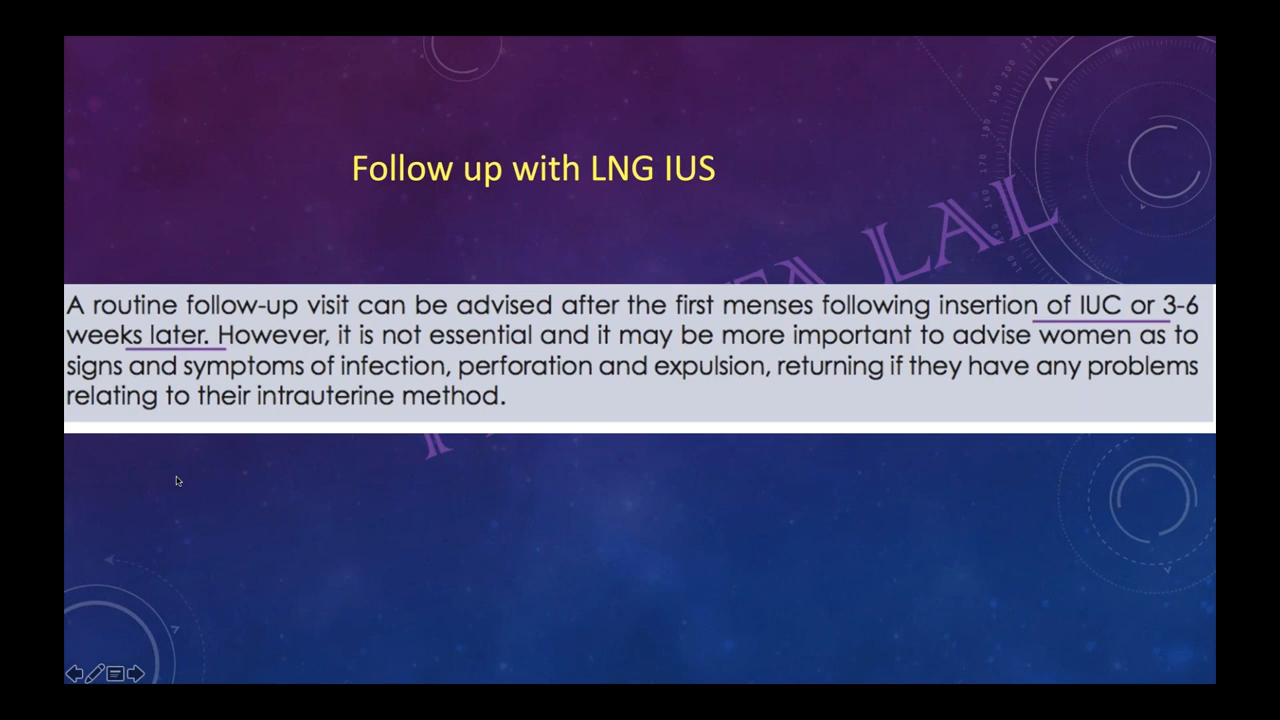 Follow up with LNG IUS
LAL
A routine follow-up visit can be advised after the first menses following insertion of IUC or 3-6
weeks later. However, it is not essential and it may be more important to advise women as to
signs and symptoms of infection, perforation and expulsion, returning if they have any problems
relating to their intrauterine method.